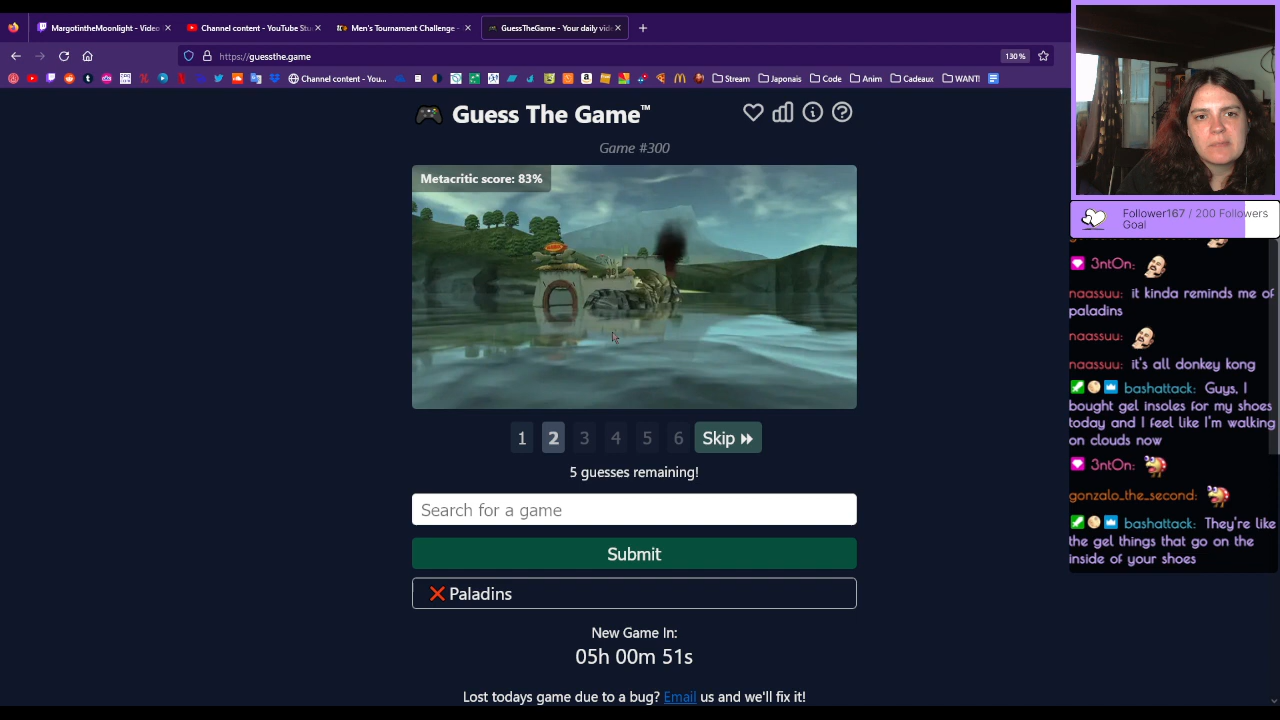 MargotintheMoonlight - Video
Channel content - YouTube Stu
Men's Tournament Challenge -
GuessTheGame - Your daily vide
https://guessthe.game
130%
Channel content - You...
Stream
Japonais
Code
Anim
Cadeaux
WANT!
Guess The Game™
Game #300
Metacritic score: 83%
1 2 3 4 5 6 Skip
5 guesses remaining!
Search for a game
Submit
❌ Paladins
New Game In:
05h 00m 51s
Lost todays game due to a bug? Email us and we'll fix it!
Follower167 / 200 Followers
Goal
3ntOn:
naassuu: it kinda reminds me of
paladins
naassuu:
naassuu: it's all donkey kong
bashattack: Guys, I
bought gel insoles for my shoes
today and I feel like I'm walking
on clouds now
3ntOn:
gonzalo_the_second:
bashattack: They're like
the gel things that go on the
inside of your shoes